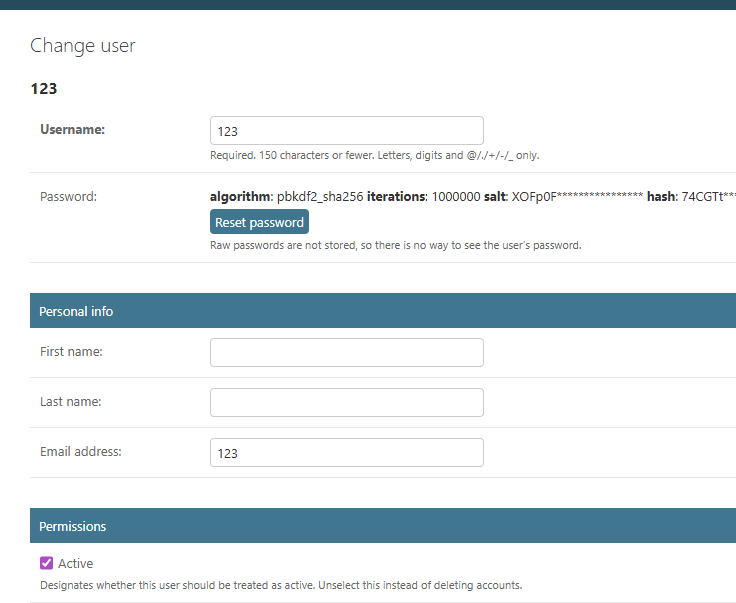 Change user
123
Username:
123
Required. 150 characters or fewer. Letters, digits and @/./+/-/_ only.
Password:
algorithm: pbkdf2_sha256 iterations: 1000000 salt: XOFp0F**************** hash: 74CGTt***
Reset password
Raw passwords are not stored, so there is no way to see the user's password.
Personal info
First name:
Last name:
Email address:
123
Permissions
Active
Designates whether this user should be treated as active. Unselect this instead of deleting accounts.